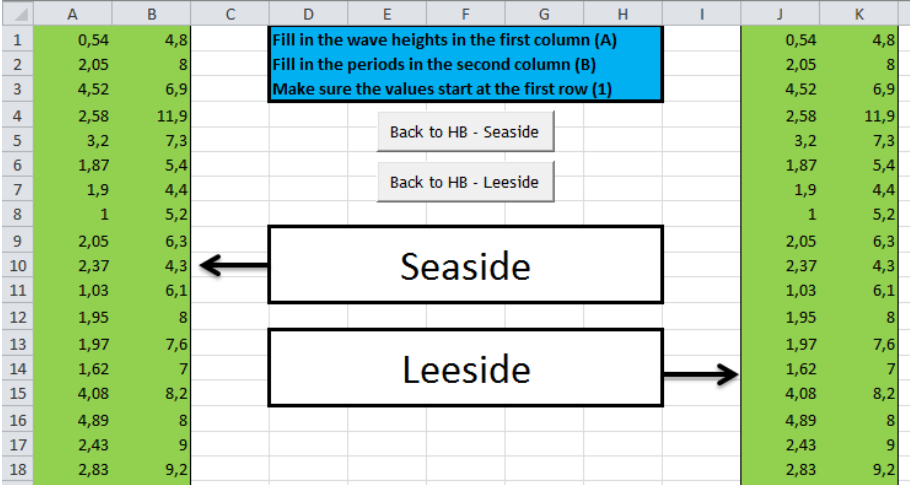 A B C D E F G H I J K
1 0,54 4,8 Fill in the wave heights in the first column (A) 0,54 4,8
2 2,05 8 Fill in the periods in the second column (B) 2,05 8
3 4,52 6,9 Make sure the values start at the first row (1) 4,52 6,9
4 2,58 11,9 2,58 11,9
Back to HB - Seaside
5 3,2 7,3 3,2 7,3
6 1,87 5,4 1,87 5,4
Back to HB - Leeside
7 1,9 4,4 1,9 4,4
8 1 5,2 1 5,2
9 2,05 6,3 2,05 6,3
10 2,37 4,3 Seaside 2,37 4,3
11 1,03 6,1 1,03 6,1
12 1,95 8 1,95 8
13 1,97 7,6 1,97 7,6
14 1,62 7 Leeside 1,62 7
15 4,08 8,2 4,08 8,2
16 4,89 8 4,89 8
17 2,43 9 2,43 9
18 2,83 9,2 2,83 9,2